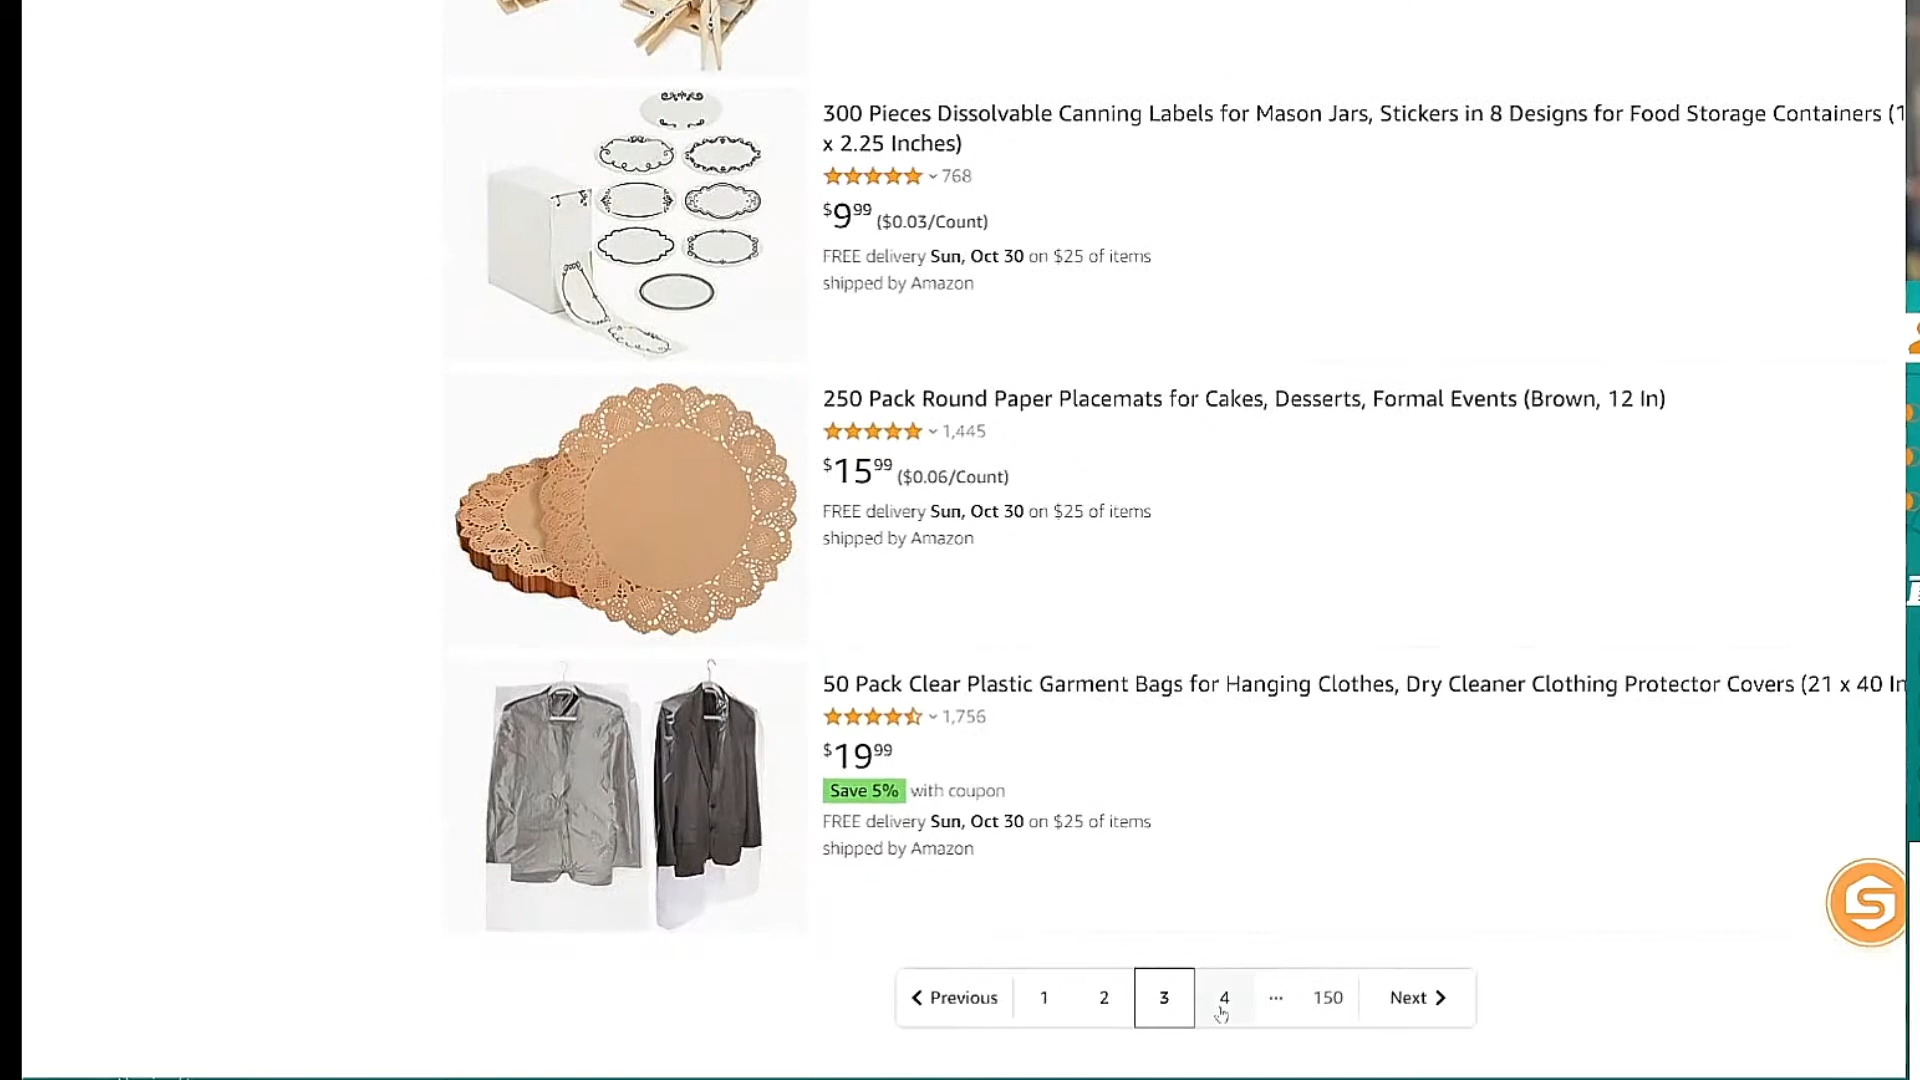 300 Pieces Dissolvable Canning Labels for Mason Jars, Stickers in 8 Designs for Food Storage Containers (1
x 2.25 Inches)
768
$9.99 ($0.03/Count)
FREE delivery Sun, Oct 30 on $25 of items
shipped by Amazon
250 Pack Round Paper Placemats for Cakes, Desserts, Formal Events (Brown, 12 In)
1,445
$15.99 ($0.06/Count)
FREE delivery Sun, Oct 30 on $25 of items
shipped by Amazon
50 Pack Clear Plastic Garment Bags for Hanging Clothes, Dry Cleaner Clothing Protector Covers (21 x 40 In
1,756
$19.99
Save 5% with coupon
FREE delivery Sun, Oct 30 on $25 of items
shipped by Amazon
Previous 1 2 3 4 ... 150 Next